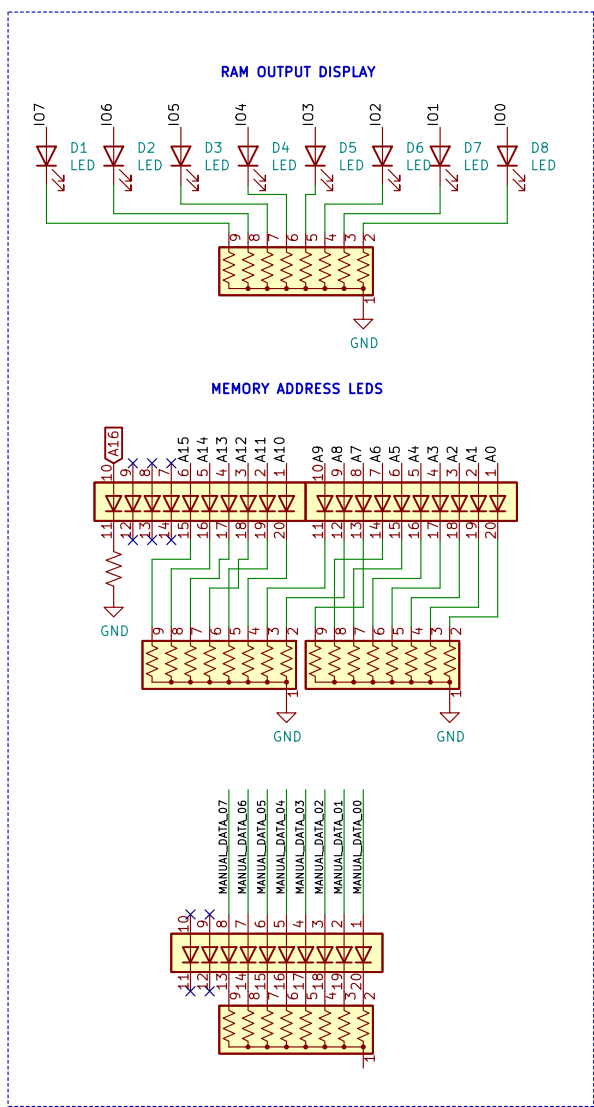 RAM OUTPUT DISPLAY
IO7 IO6 IO5 IO4 IO3 IO2 IO1 IO0
D1 D2 D3 D4 D5 D6 D7 D8
LED LED LED LED LED LED LED LED
9 8 7 6 5 4 3 2
1
GND
MEMORY ADDRESS LEDS
A16 A15 A14 A13 A12 A11 A10 A9 A8 A7 A6 A5 A4 A3 A2 A1 A0
10 9 8 7 6 5 4 3 2 1 10 9 8 7 6 5 4 3 2 1
11 12 13 14 15 16 17 18 19 20 11 12 13 14 15 16 17 18 19 20
GND
9 8 7 6 5 4 3 2 9 8 7 6 5 4 3 2
1 1
GND GND
MANUAL_DATA_07 MANUAL_DATA_06 MANUAL_DATA_05 MANUAL_DATA_04 MANUAL_DATA_03 MANUAL_DATA_02 MANUAL_DATA_01 MANUAL_DATA_00
10 9 8 7 6 5 4 3 2 1
11 12 13 14 15 16 17 18 19 20
9 8 7 6 5 4 3 2
1